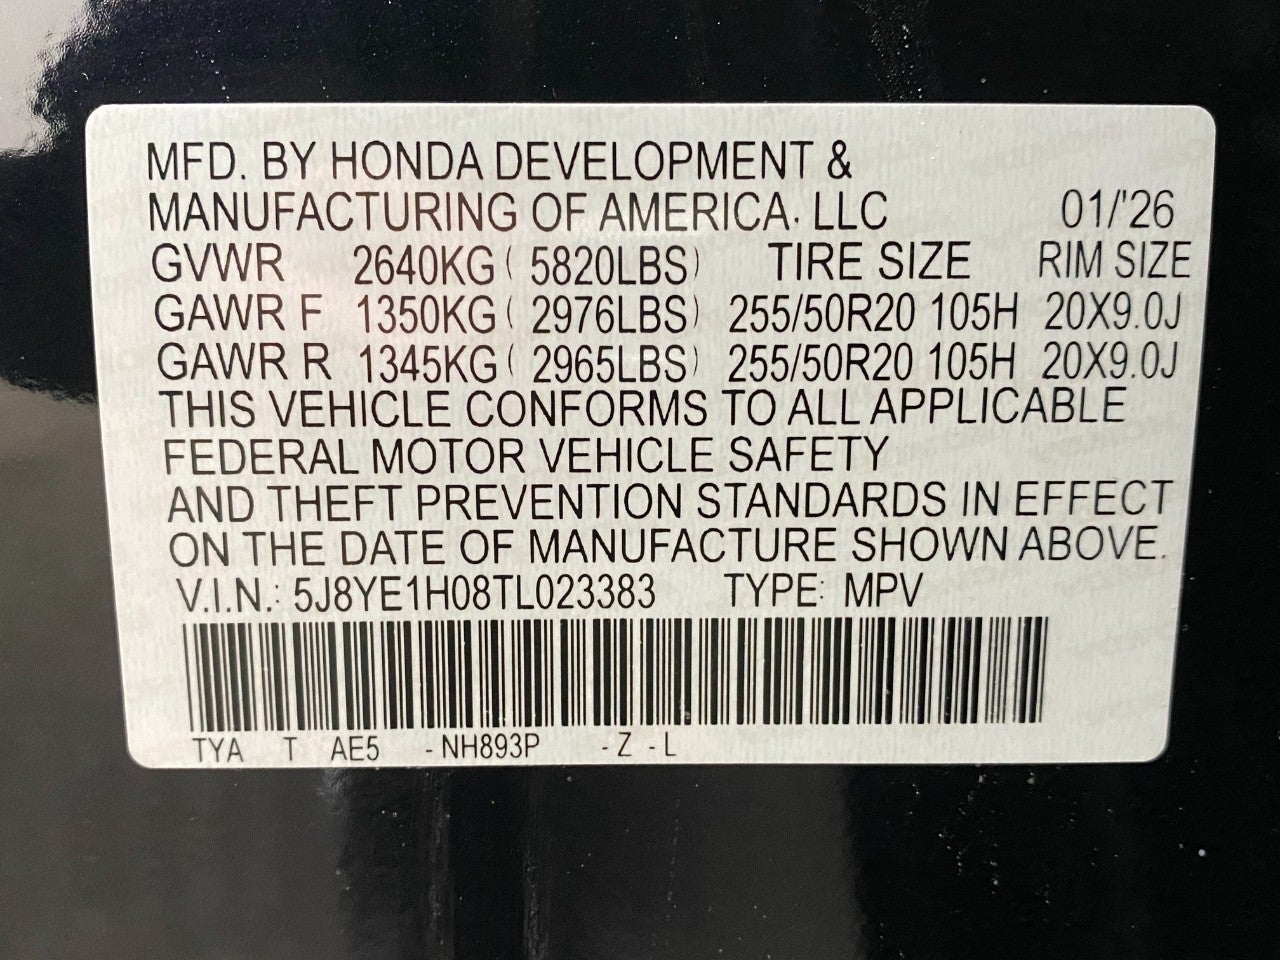 MFD. BY HONDA DEVELOPMENT &
MANUFACTURING OF AMERICA, LLC 01/'26
GVWR 2640KG ( 5820LBS) TIRE SIZE RIM SIZE
GAWR F 1350KG ( 2976LBS) 255/50R20 105H 20X9.0J
GAWR R 1345KG ( 2965LBS) 255/50R20 105H 20X9.0J
THIS VEHICLE CONFORMS TO ALL APPLICABLE
FEDERAL MOTOR VEHICLE SAFETY
AND THEFT PREVENTION STANDARDS IN EFFECT
ON THE DATE OF MANUFACTURE SHOWN ABOVE.
V.I.N.: 5J8YE1H08TL023383 TYPE: MPV
TYA T AE5 -NH893P -Z -L